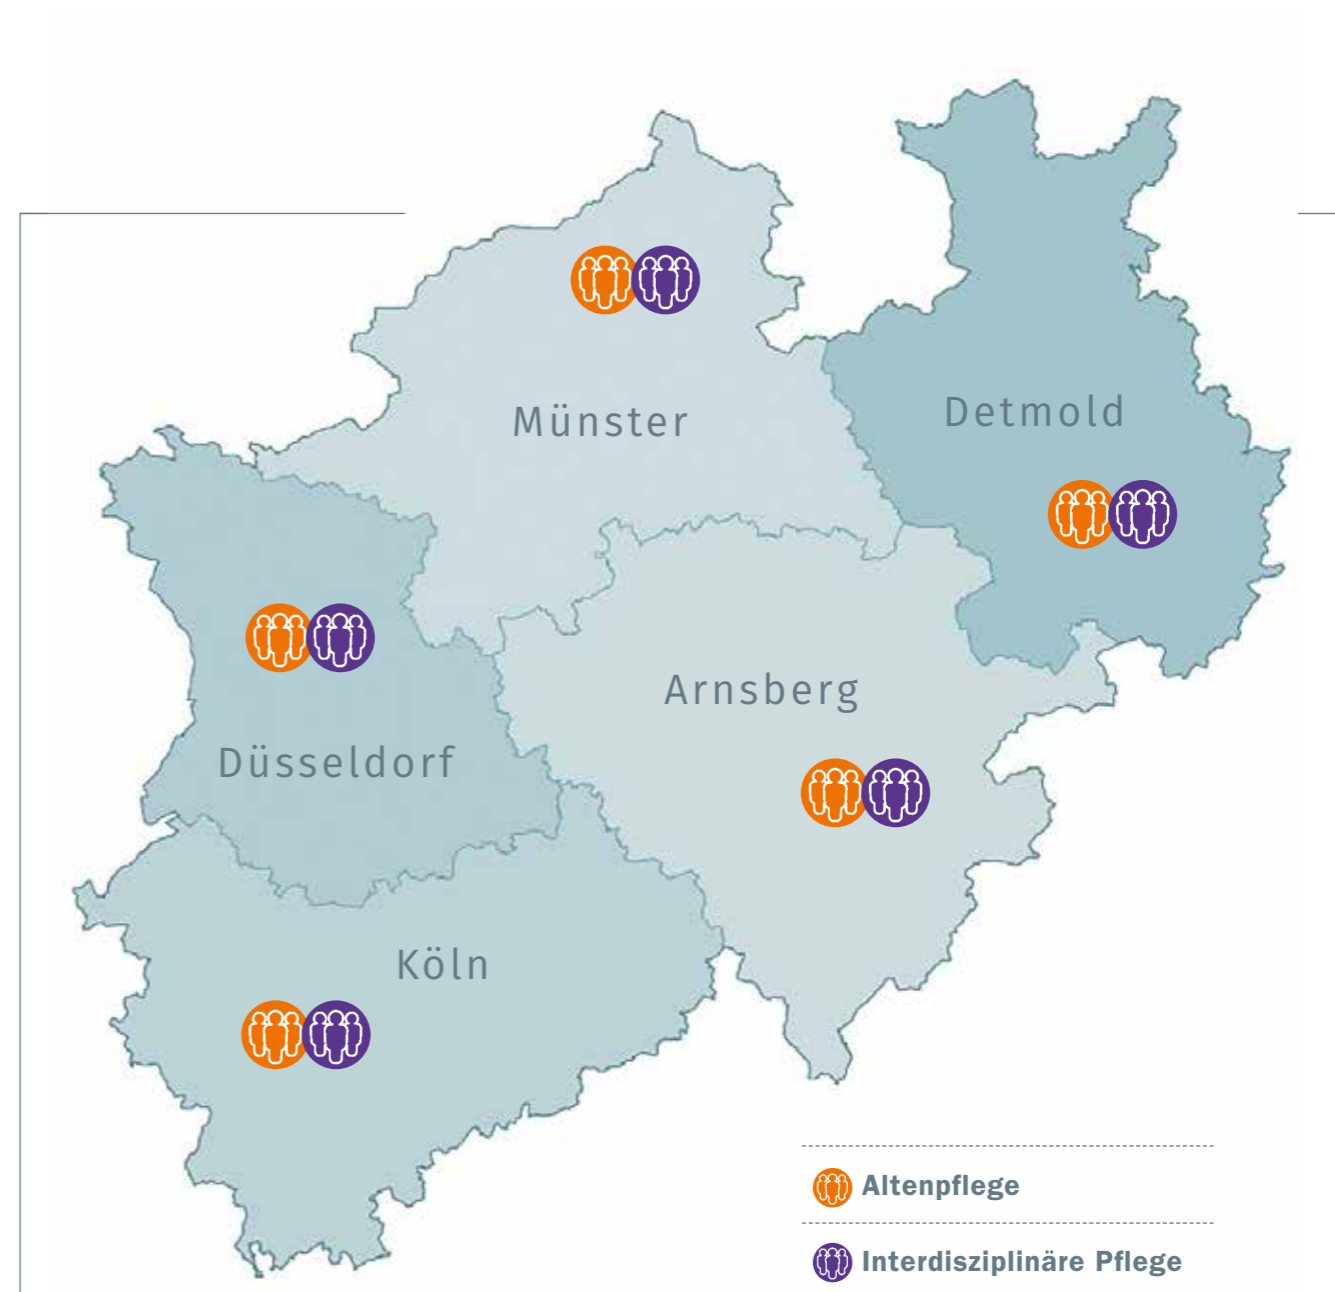 Münster
Detmold
Arnsberg
Düsseldorf
Köln
Altenpflege
Interdisziplinäre Pflege